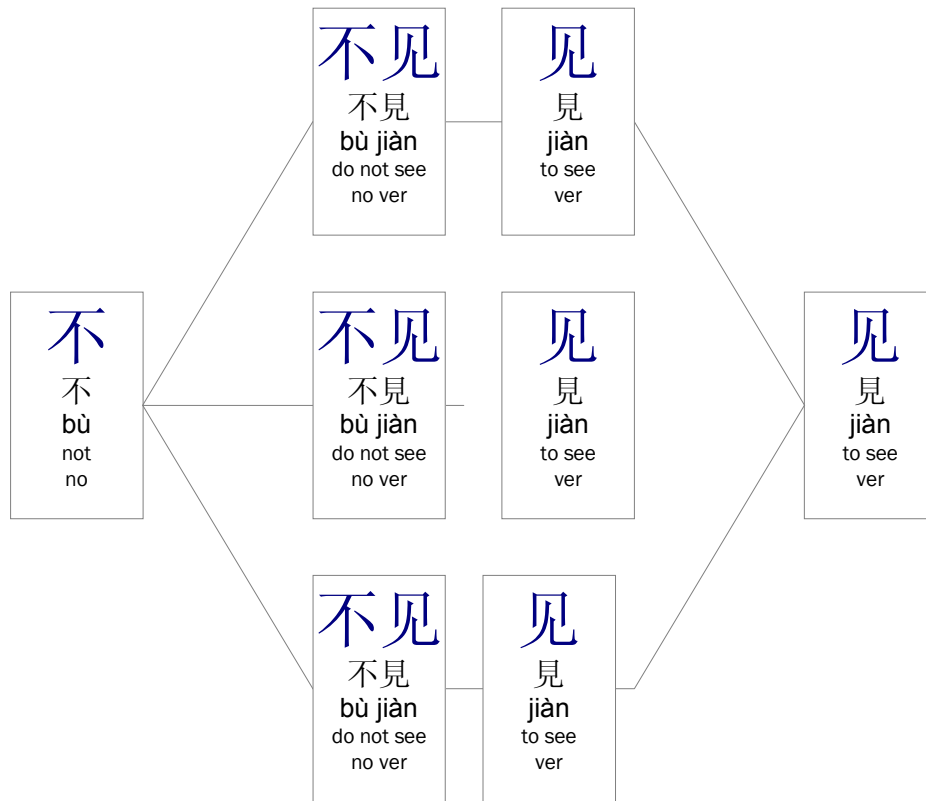 不见
不見
bù jiàn
do not see
no ver
见
見
jiàn
to see
ver
不
不
bù
not
no
不见
不見
bù jiàn
do not see
no ver
见
見
jiàn
to see
ver
见
見
jiàn
to see
ver
不见
不見
bù jiàn
do not see
no ver
见
見
jiàn
to see
ver